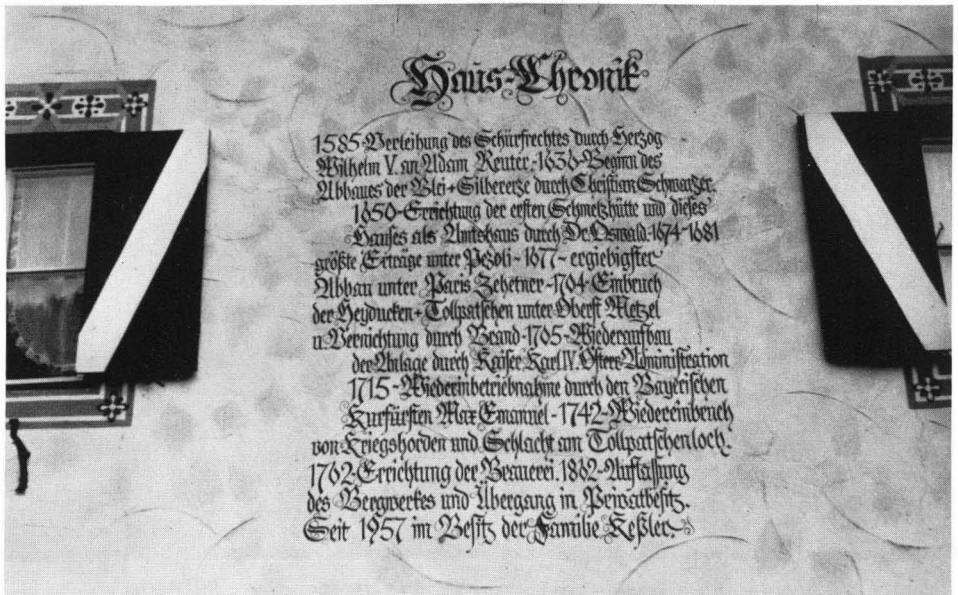 Haus-Chronik
1585-Verleihung des Schürfrechtes durch Herzog
Wilhelm V. an Adam Reuter-1636-Beginn des
Abbaues der Blei+Silbererze durch Christian Schwarzer.
1650-Errichtung der ersten Schmelzhütte und dieses
Hauses als Amtshaus durch Dr. Oswald-1674-1681
größte Erträge unter Pezoli-1677-ergiebigster
Abbau unter Paris Zehetner-1704-Einbruch
der Heyducken+Tollpatschen unter Oberst Metzel
u. Vernichtung durch Brand-1705-Wiederaufbau
der Anlage durch Kaiser Karl IV. Österr. Administration
1715-Wiederinbetriebnahme durch den Bayerischen
Kurfürsten Max Emanuel-1742-Wiedereinbruch
von Kriegshorden und Schlacht am Tollpatschenloch.
1762-Errichtung der Brauerei. 1862-Auflassung
des Bergwerkes und Übergang in Privatbesitz.
Seit 1957 im Besitz der Familie Keßler.